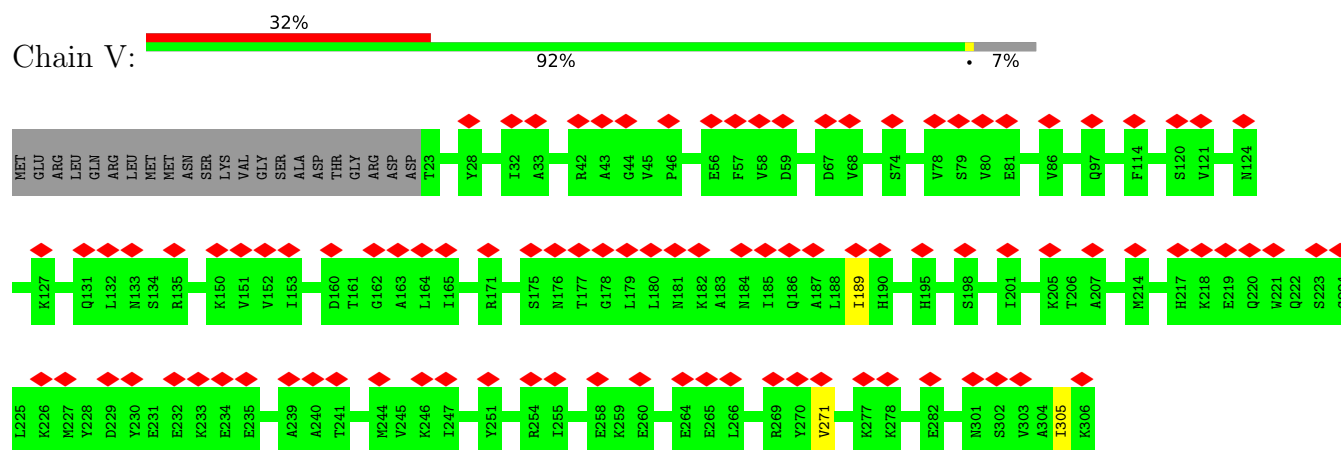 32%
Chain V:
92% • 7%
MET GLU ARG LEU GLN ARG LEU MET MET ASN SER LYS VAL GLY SER ALA ASP THR GLY ARG ASP ASP T23 Y28 I32 A33 R42 A43 G44 V45 P46 E56 F57 V58 D59 D67 V68 S74 V78 S79 V80 E81 V86 Q97 F114 S120 V121 N124
K127 Q131 L132 N133 S134 R135 K150 V151 V152 I153 D160 T161 G162 A163 L164 I165 R171 S175 N176 T177 G178 L179 L180 N181 K182 A183 N184 I185 Q186 A187 L188 I189 H190 H195 S198 I201 K205 T206 A207 M214 H217 K218 E219 Q220 W221 Q222 S223
L225 K226 M227 Y228 D229 Y230 E231 E232 K233 E234 E235 A239 A240 T241 M244 V245 K246 I247 Y251 R254 I255 E258 K259 E260 E264 E265 L266 R269 Y270 V271 K277 K278 E282 N301 S302 V303 A304 I305 K306